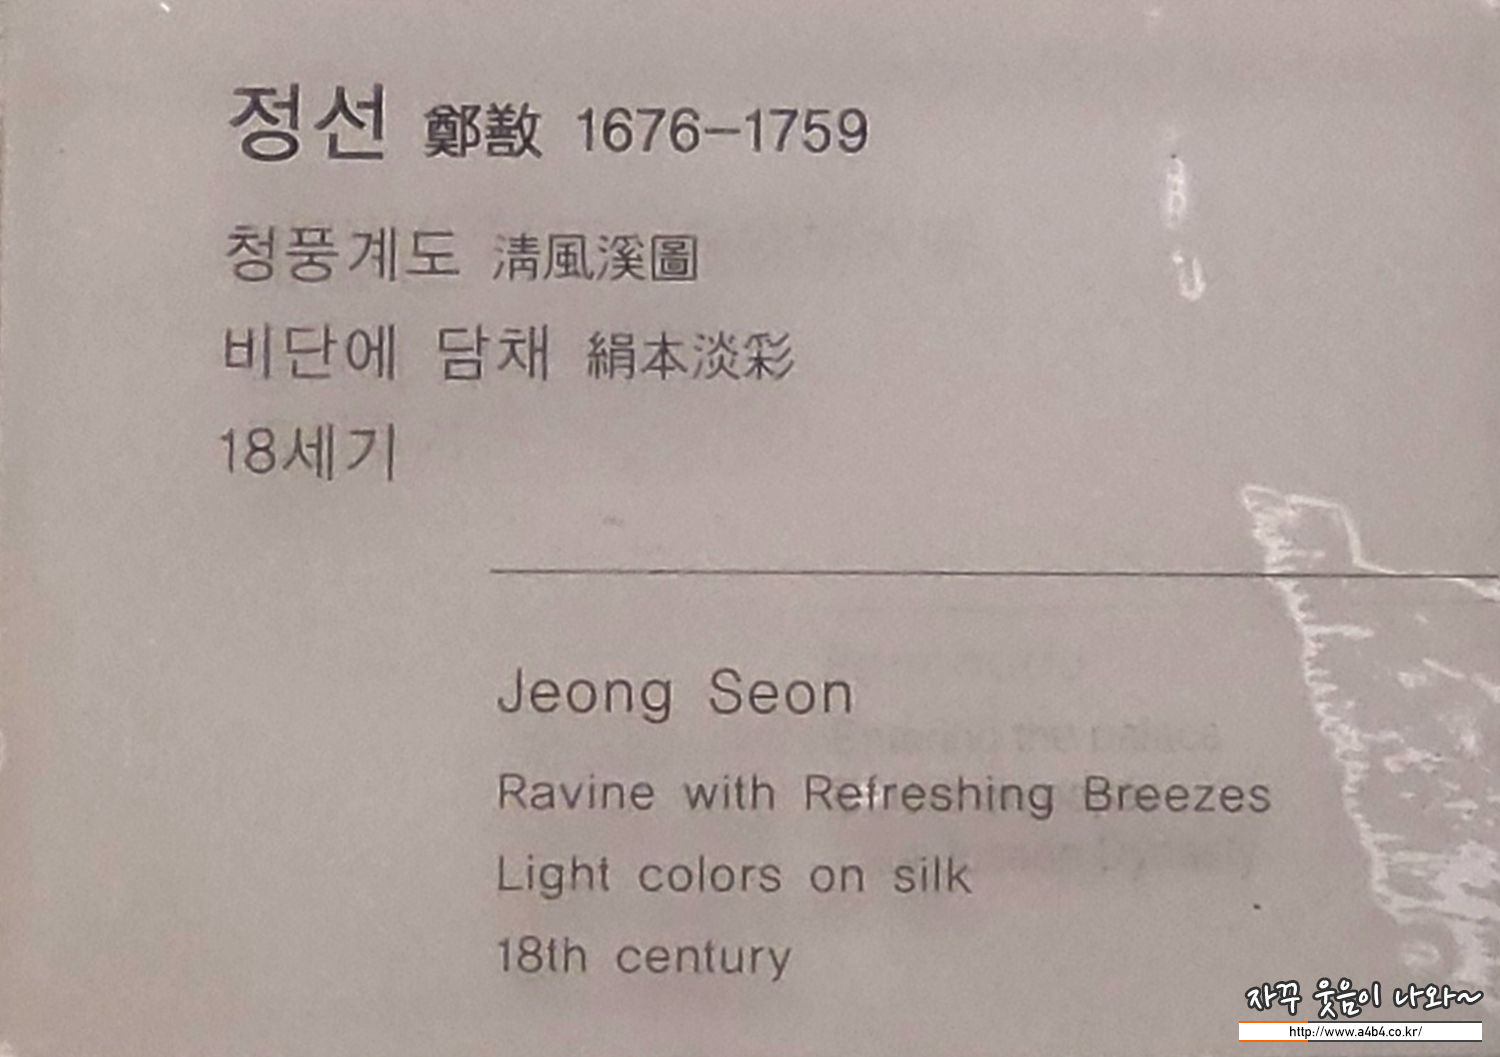 정선 鄭敾 1676–1759
청풍계도 淸風溪圖
비단에 담채 絹本淡彩
18세기
Jeong Seon
Ravine with Refreshing Breezes
Light colors on silk
18th century
자꾸 웃음이 나와~
http://www.a4b4.co.kr/